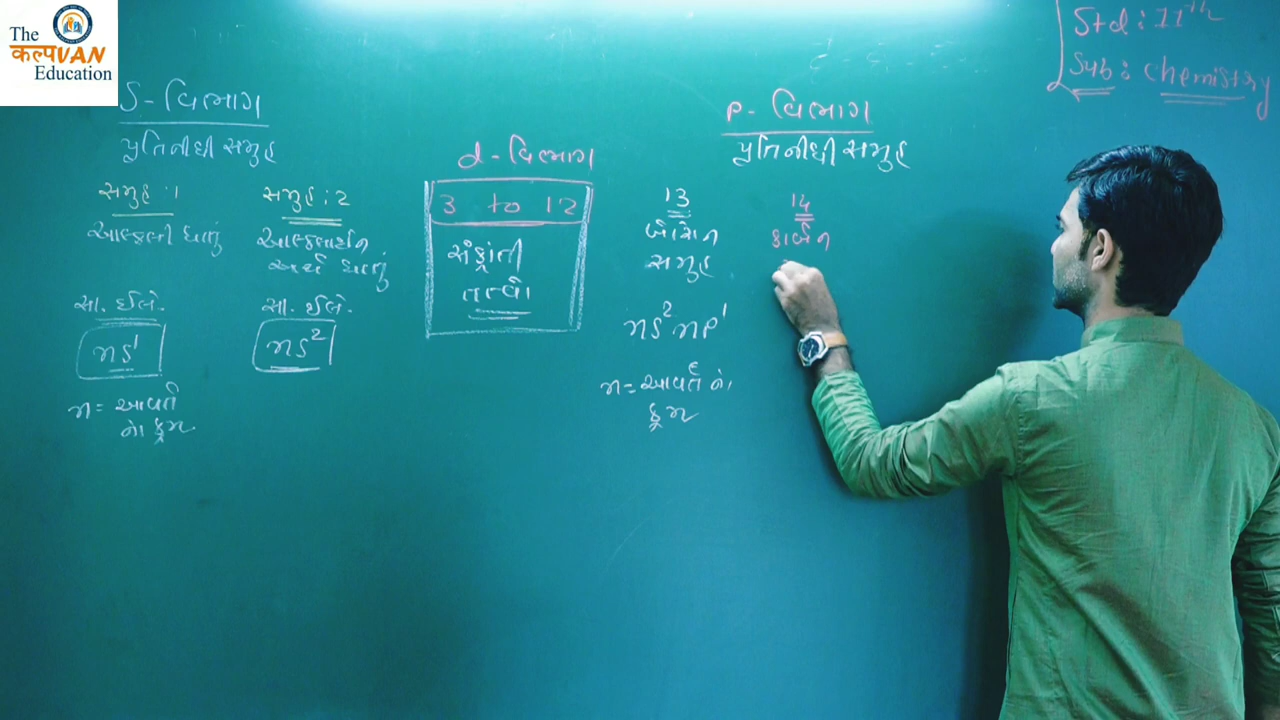 The
कल्पVAN
Education
Std : 11th
Sub : Chemistry
S - વિભાગ
પ્રતિનીધી સમુહ
સમુહ : 1
આલ્કલી ધાતું
સા. ઈલે.
ns¹
n = આવર્ત
નો ક્રમ
સમુહ : 2
આલ્કલાઈન
અર્થ ધાતું
સા. ઈલે.
ns²
d - વિભાગ
3 to 12
સંક્રાંતી
તત્વો
P - વિભાગ
પ્રતિનીધી સમુહ
13
બોરોન
સમુહ
ns² np¹
n = આવર્ત નો
ક્રમ
14
કાર્બન